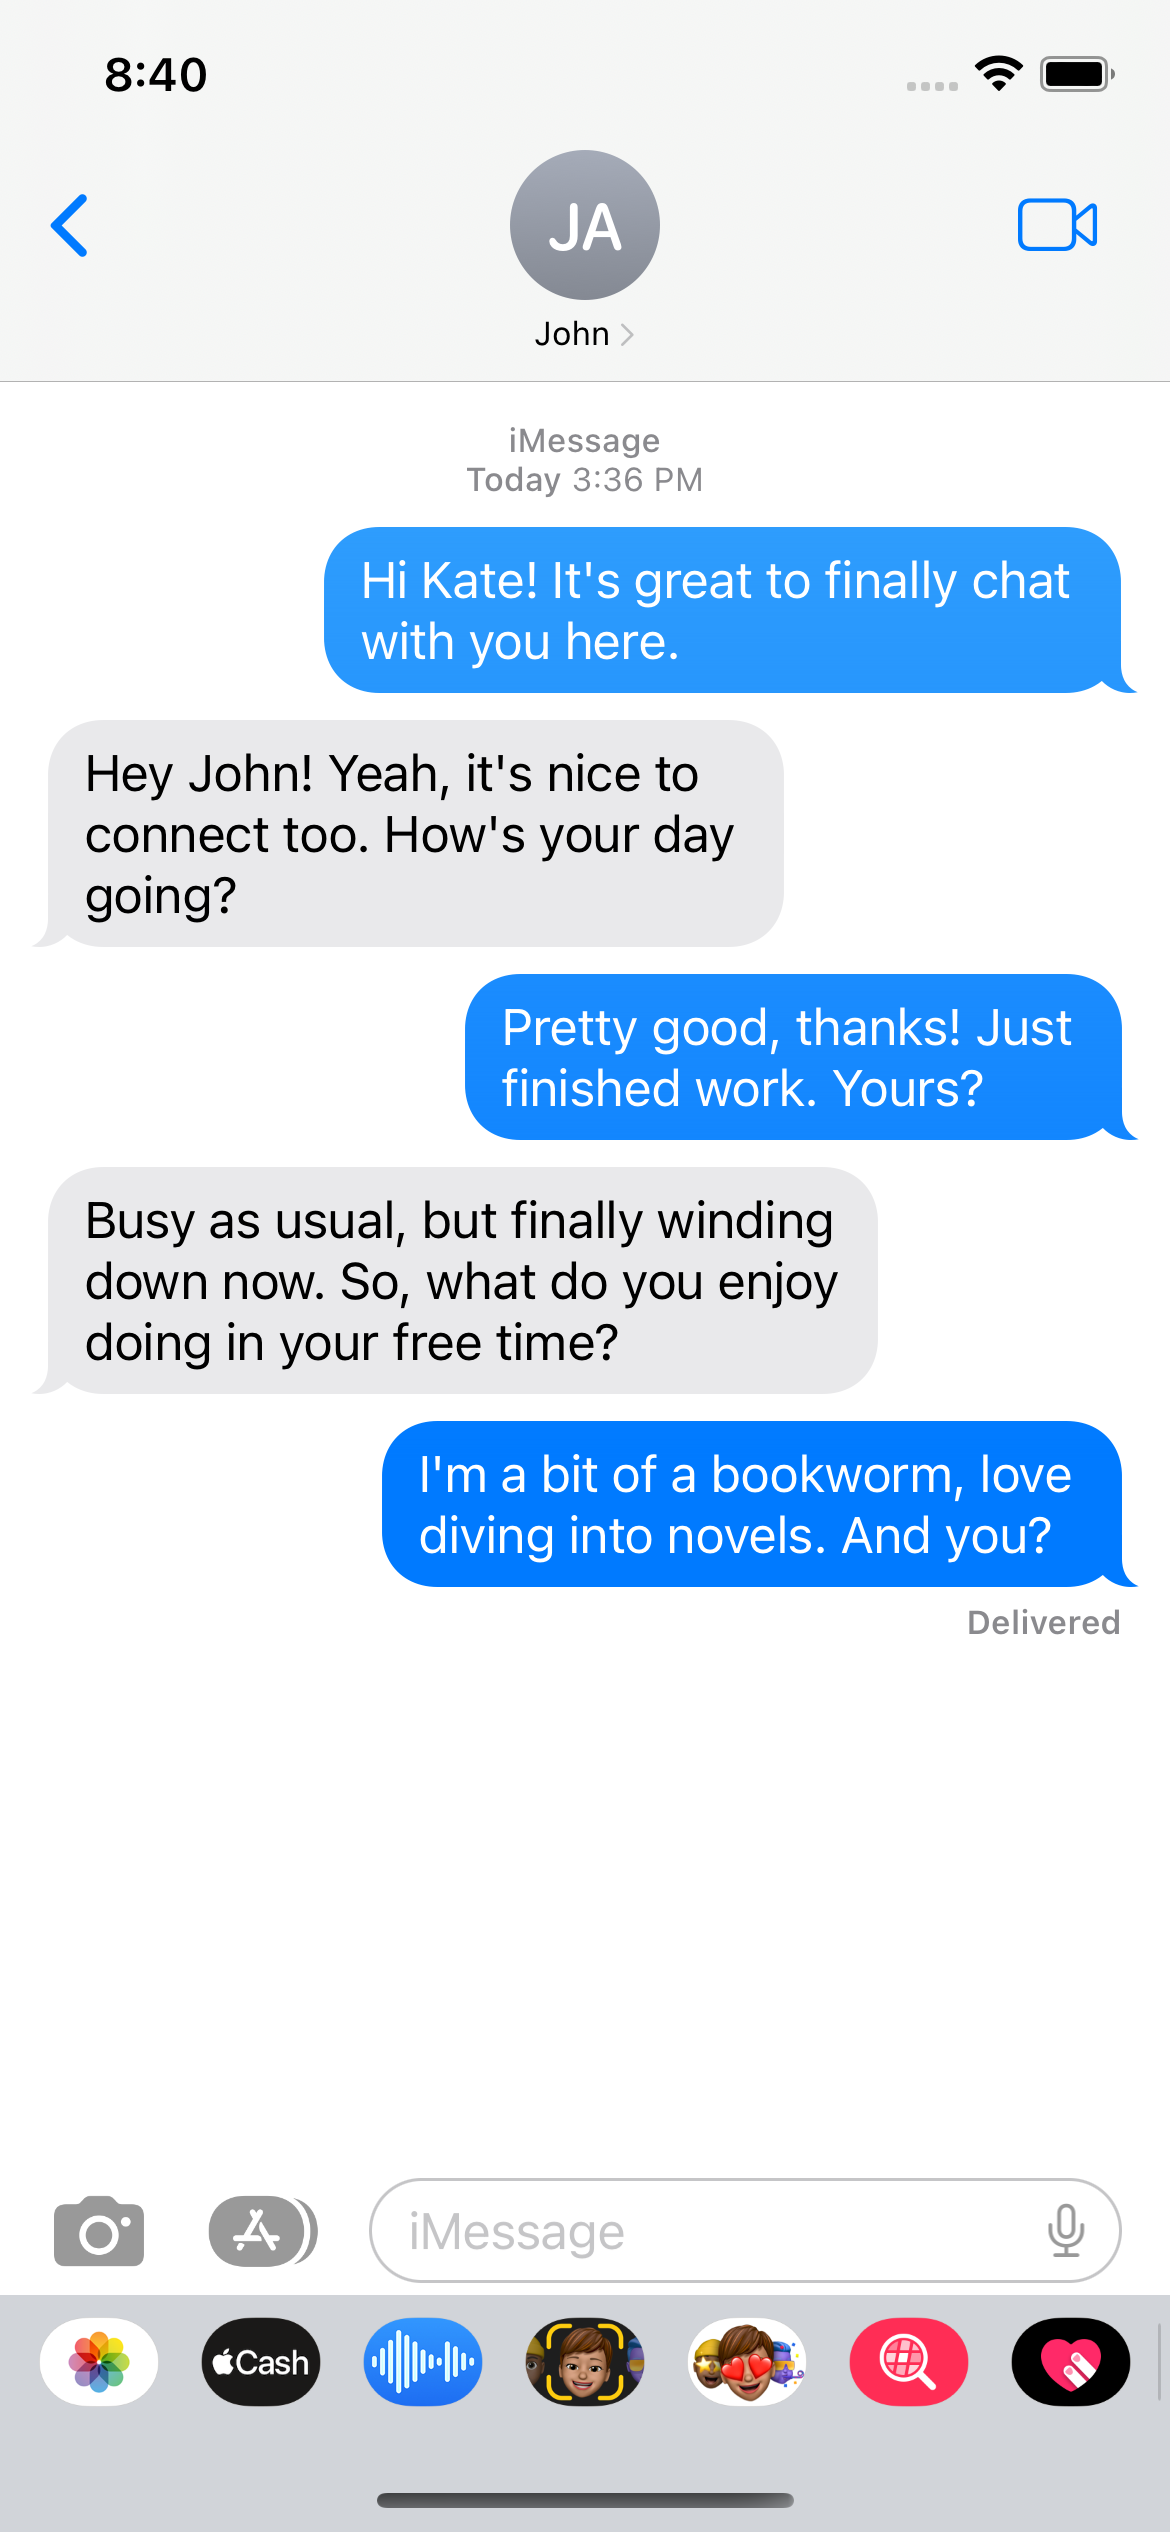 8:40
JA
John
iMessage
Today 3:36 PM
Hi Kate! It's great to finally chat
with you here.
Hey John! Yeah, it's nice to
connect too. How's your day
going?
Pretty good, thanks! Just
finished work. Yours?
Busy as usual, but finally winding
down now. So, what do you enjoy
doing in your free time?
I'm a bit of a bookworm, love
diving into novels. And you?
Delivered
iMessage
Cash